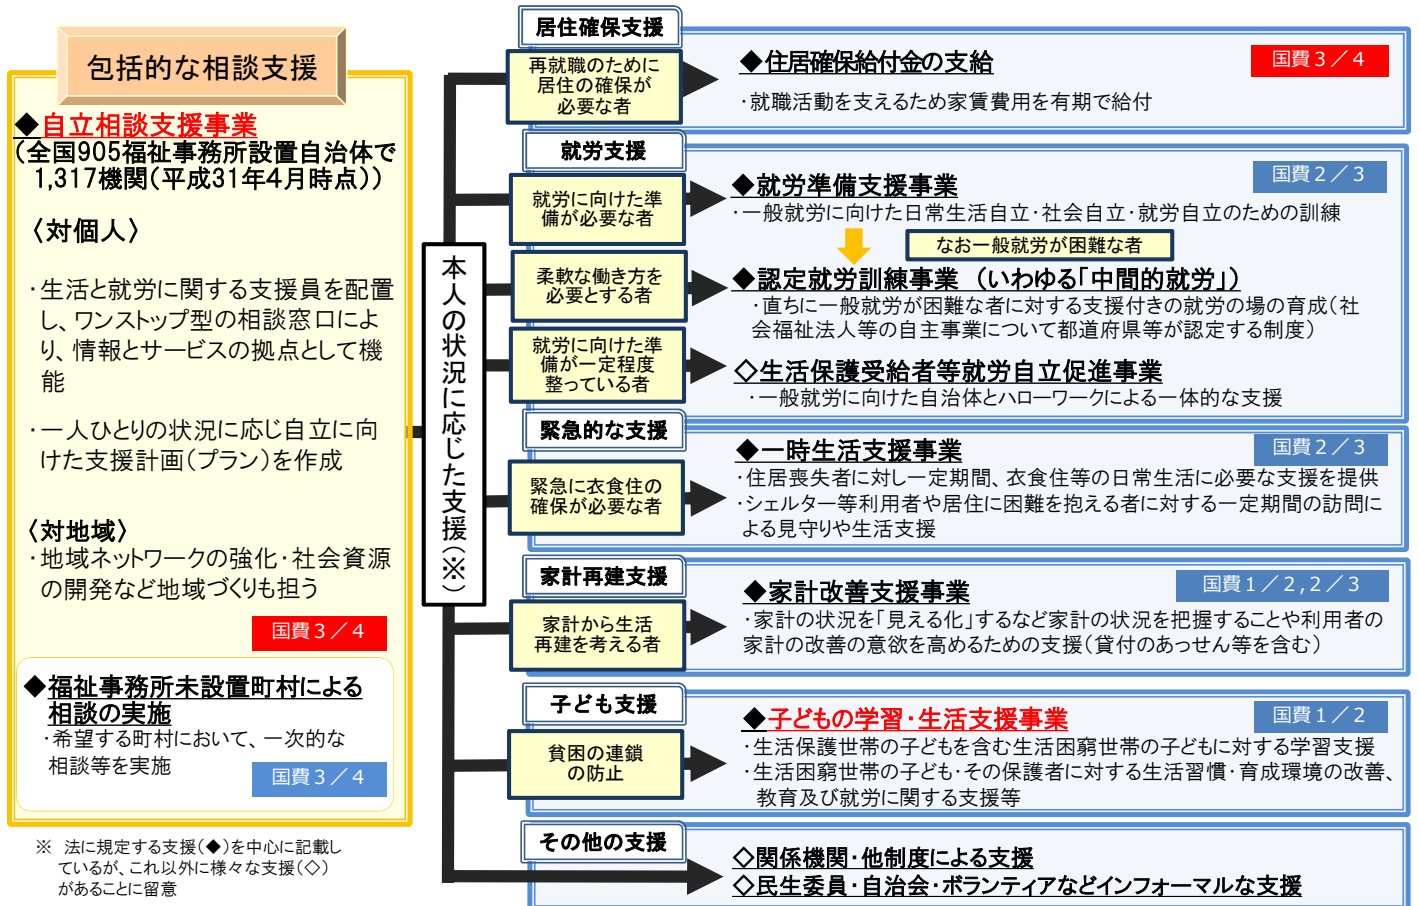 包括的な相談支援
◆自立相談支援事業
（全国905福祉事務所設置自治体で
1,317機関（平成31年4月時点））
〈対個人〉
・生活と就労に関する支援員を配置
し、ワンストップ型の相談窓口によ
り、情報とサービスの拠点として機
能
・一人ひとりの状況に応じ自立に向
けた支援計画（プラン）を作成
〈対地域〉
・地域ネットワークの強化・社会資源
の開発など地域づくりも担う
国費３／４
◆福祉事務所未設置町村による
相談の実施
・希望する町村において、一次的な
相談等を実施
国費３／４
※　法に規定する支援（◆）を中心に記載し
ているが、これ以外に様々な支援（◇）
があることに留意
本人の状況に応じた支援（※）
居住確保支援
再就職のために
居住の確保が
必要な者
◆住居確保給付金の支給
国費３／４
・就職活動を支えるため家賃費用を有期で給付
就労支援
就労に向けた準
備が必要な者
◆就労準備支援事業
国費２／３
・一般就労に向けた日常生活自立・社会自立・就労自立のための訓練
なお一般就労が困難な者
柔軟な働き方を
必要とする者
◆認定就労訓練事業　（いわゆる「中間的就労」）
・直ちに一般就労が困難な者に対する支援付きの就労の場の育成（社
会福祉法人等の自主事業について都道府県等が認定する制度）
就労に向けた準
備が一定程度
整っている者
◇生活保護受給者等就労自立促進事業
・一般就労に向けた自治体とハローワークによる一体的な支援
緊急的な支援
緊急に衣食住の
確保が必要な者
◆一時生活支援事業
国費２／３
・住居喪失者に対し一定期間、衣食住等の日常生活に必要な支援を提供
・シェルター等利用者や居住に困難を抱える者に対する一定期間の訪問に
よる見守りや生活支援
家計再建支援
家計から生活
再建を考える者
◆家計改善支援事業
国費１／２,２／３
・家計の状況を「見える化」するなど家計の状況を把握することや利用者の
家計の改善の意欲を高めるための支援（貸付のあっせん等を含む）
子ども支援
貧困の連鎖
の防止
◆子どもの学習・生活支援事業
国費１／２
・生活保護世帯の子どもを含む生活困窮世帯の子どもに対する学習支援
・生活困窮世帯の子ども・その保護者に対する生活習慣・育成環境の改善、
教育及び就労に関する支援等
その他の支援
◇関係機関・他制度による支援
◇民生委員・自治会・ボランティアなどインフォーマルな支援